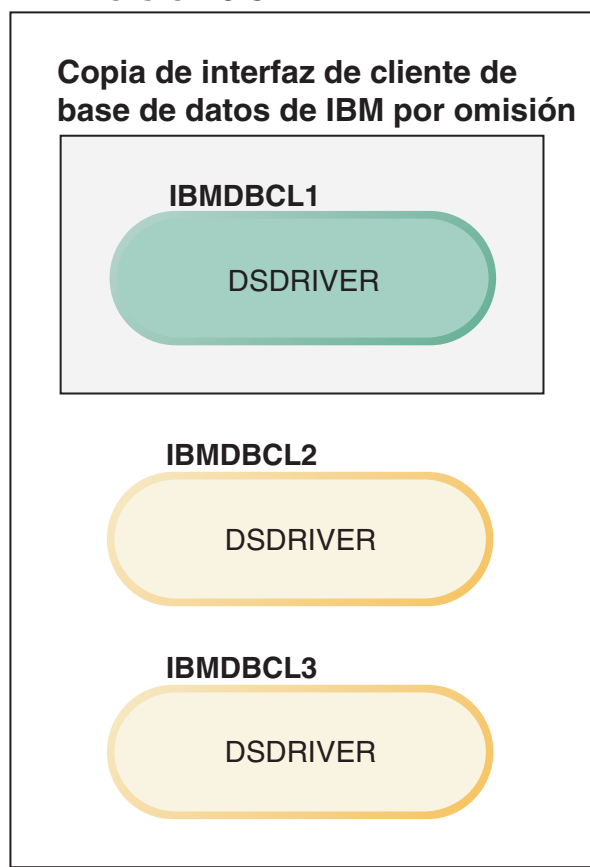 Copia de interfaz de cliente de
base de datos de IBM por omisión
IBMDBCL1
DSDRIVER
IBMDBCL2
DSDRIVER
IBMDBCL3
DSDRIVER